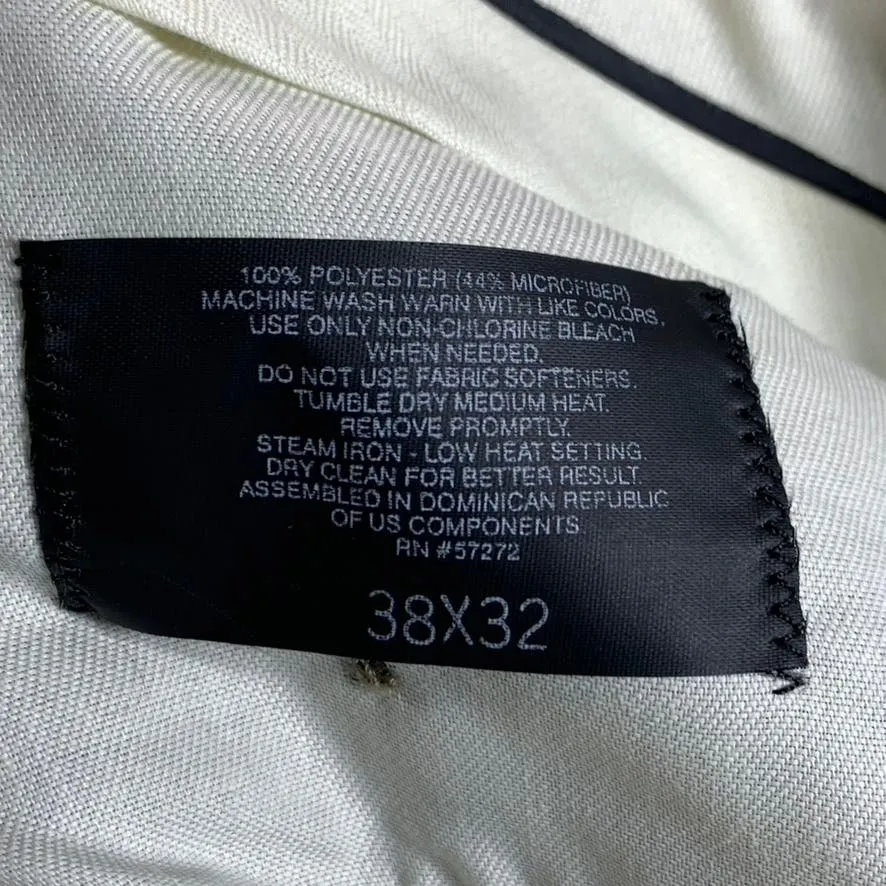 100% POLYESTER (44% MICROFIBER)
MACHINE WASH WARN WITH LIKE COLORS.
USE ONLY NON-CHLORINE BLEACH
WHEN NEEDED.
DO NOT USE FABRIC SOFTENERS.
TUMBLE DRY MEDIUM HEAT.
REMOVE PROMPTLY.
STEAM IRON - LOW HEAT SETTING.
DRY CLEAN FOR BETTER RESULT.
ASSEMBLED IN DOMINICAN REPUBLIC
OF US COMPONENTS
RN #57272
38X32